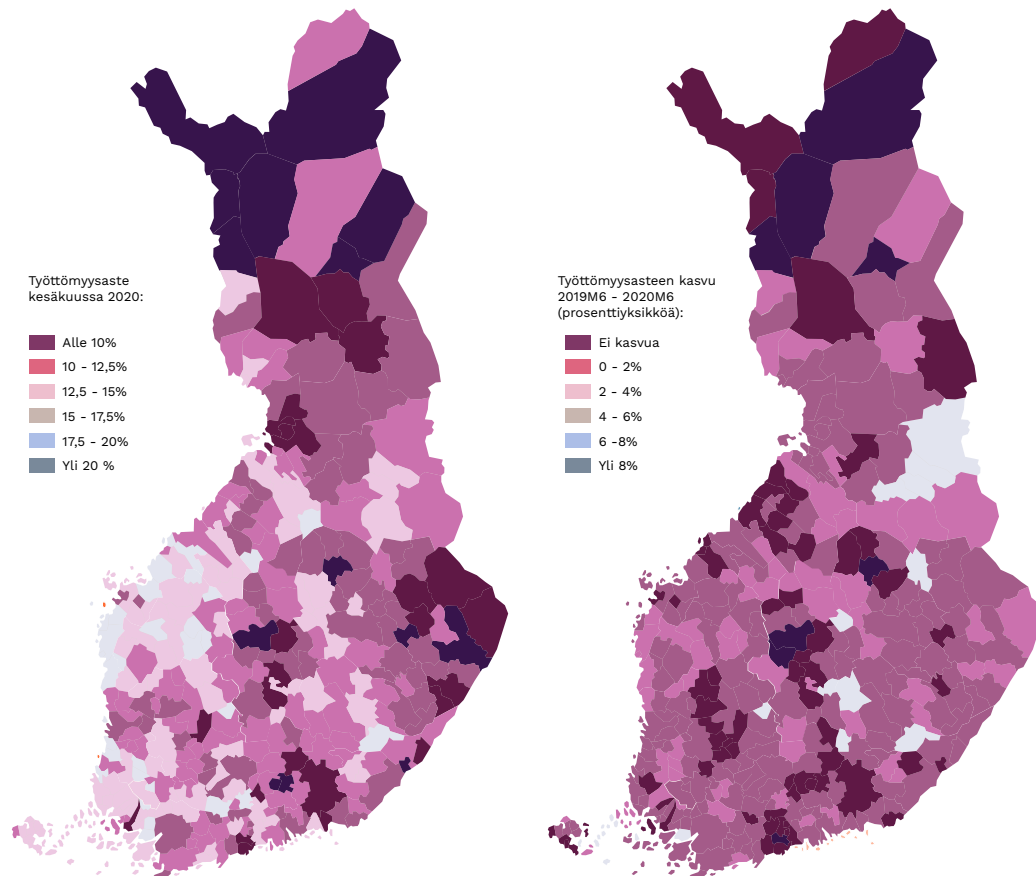 Työttömyysaste
kesäkuussa 2020:
Alle 10%
10 - 12,5%
12,5 - 15%
15 - 17,5%
17,5 - 20%
Yli 20 %
Työttömyysasteen kasvu
2019M6 - 2020M6
(prosenttiyksikköä):
Ei kasvua
0 - 2%
2 - 4%
4 - 6%
6 -8%
Yli 8%